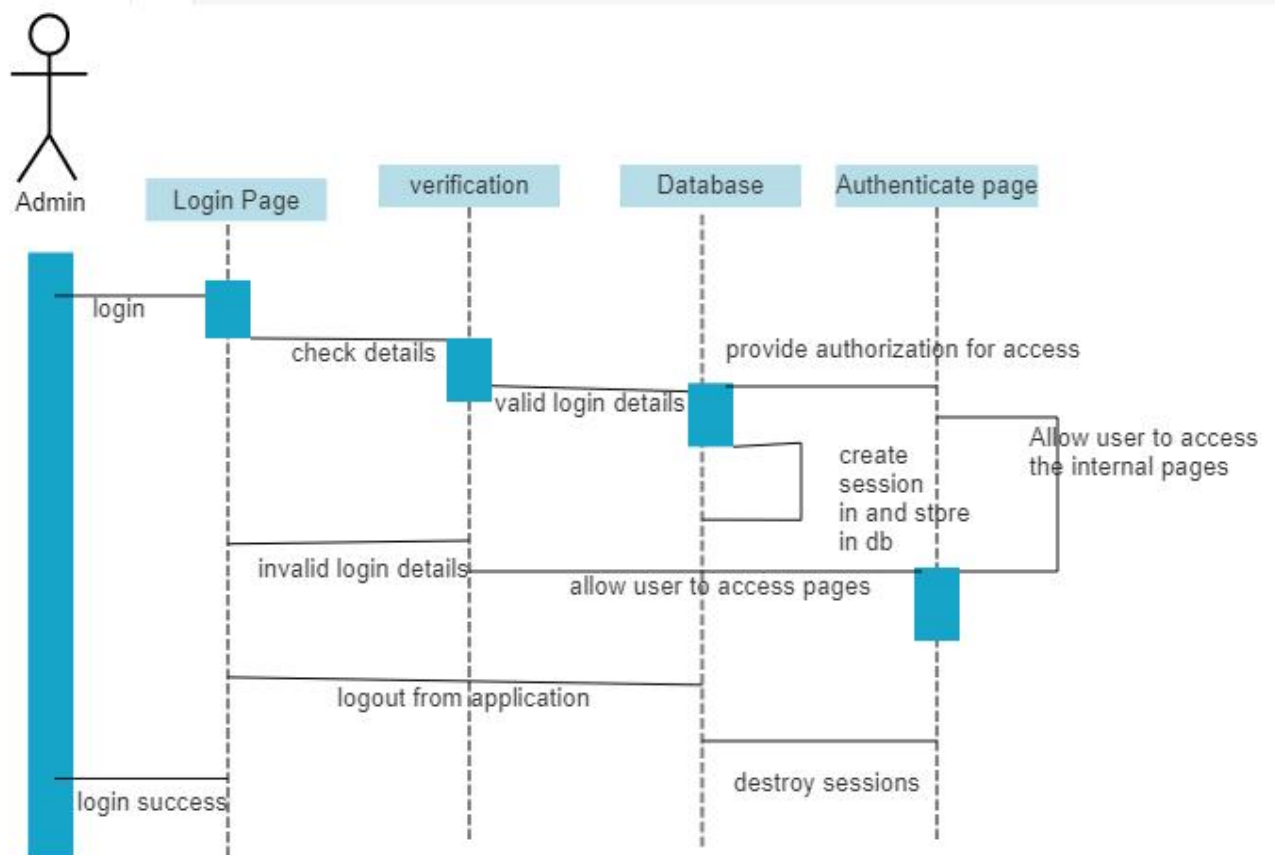 Admin
Login Page
verification
Database
Authenticate page
login
check details
provide authorization for access
valid login details
Allow user to access
the internal pages
create
session
in and store
in db
invalid login details
allow user to access pages
logout from application
destroy sessions
login success